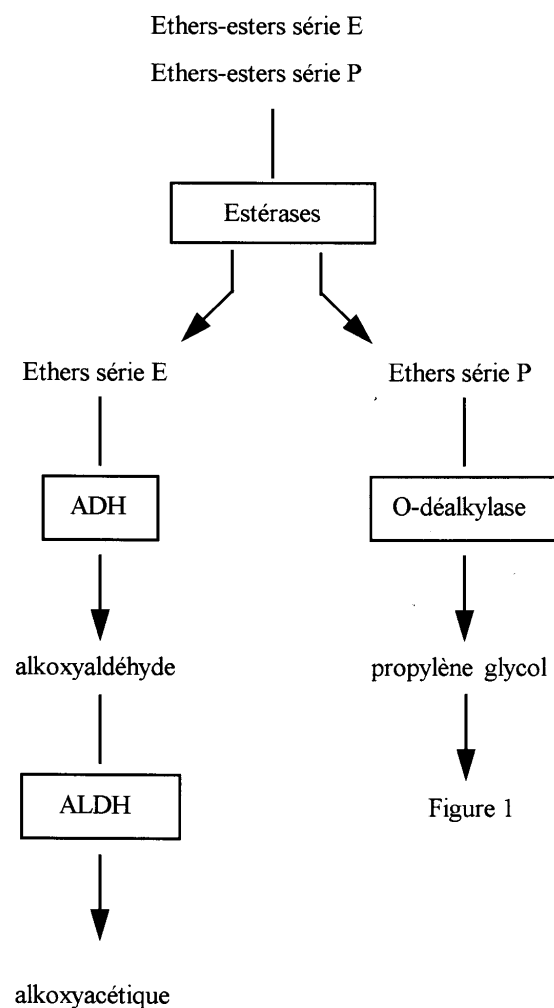 Ethers-esters série E
Ethers-esters série P
Estérases
Ethers série E
Ethers série P
ADH
O-déalkylase
alkoxyaldéhyde
propylène glycol
ALDH
Figure 1
alkoxyacétique